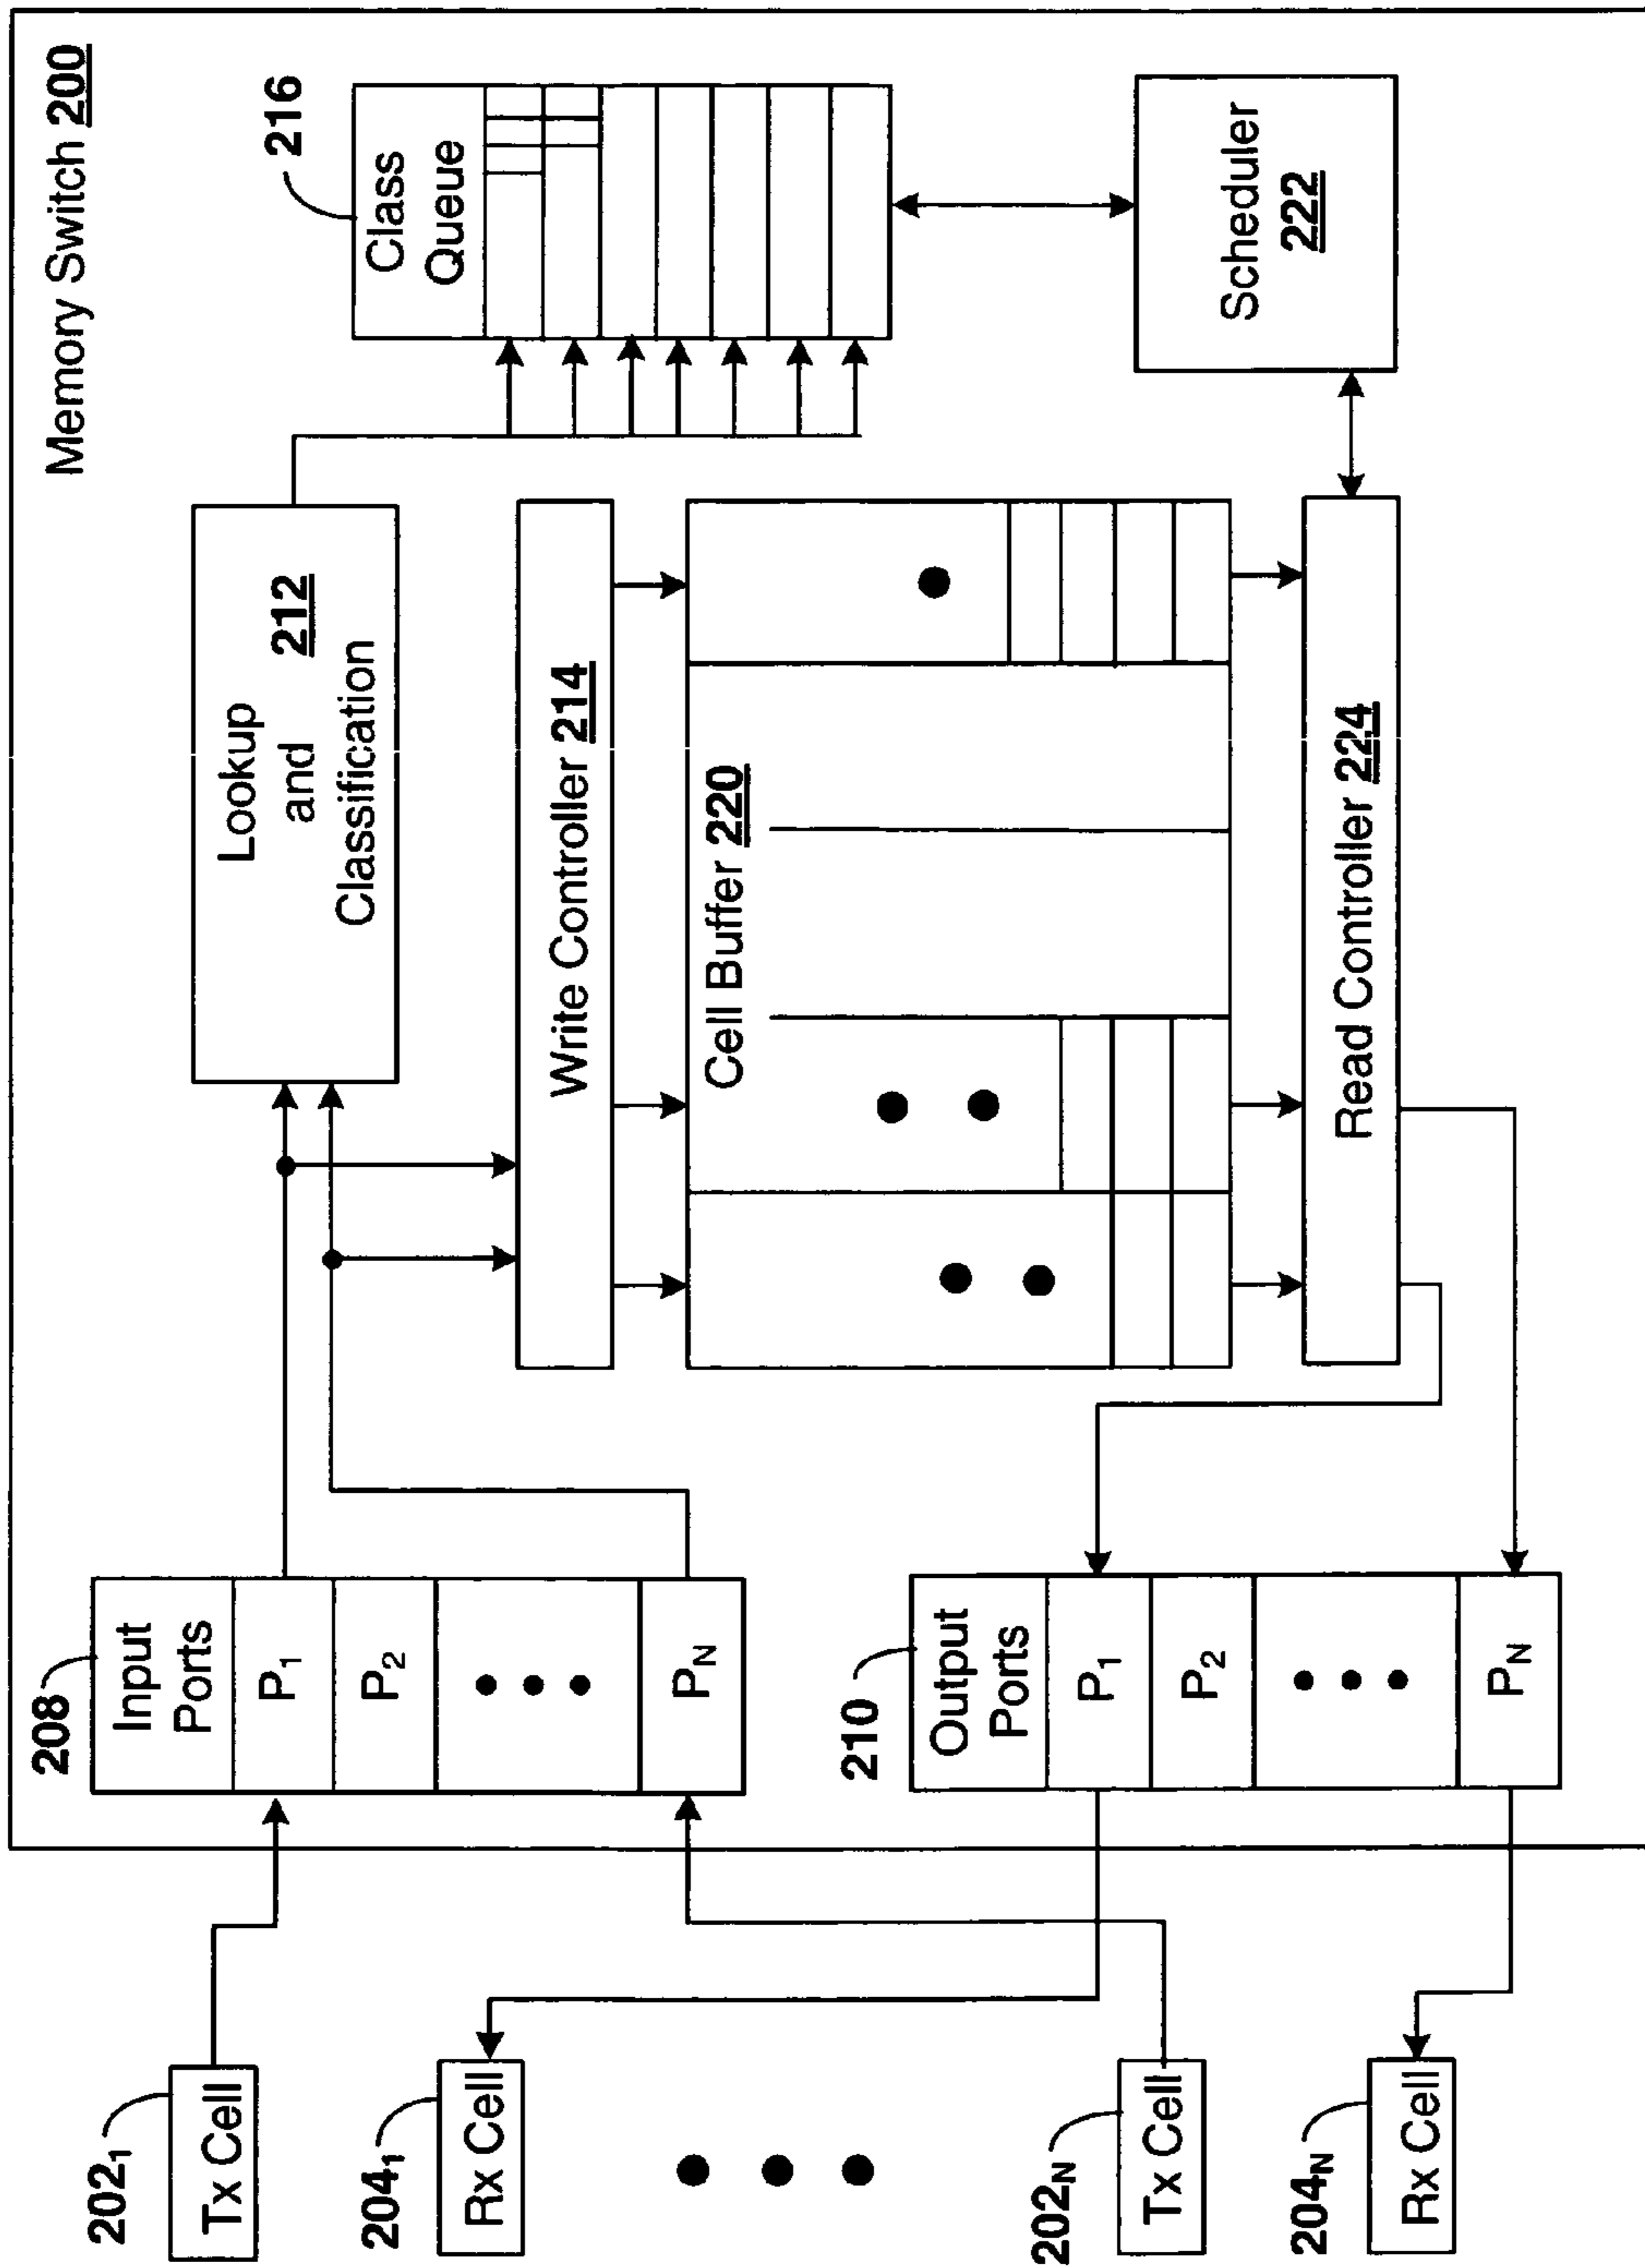 Memory Switch 200
202₁
Tx Cell
204₁
Rx Cell
202N
Tx Cell
204N
Rx Cell
208
Input
Ports
P₁
P₂
PN
210
Output
Ports
P₁
P₂
PN
Lookup
and 212
Classification
Write Controller 214
Cell Buffer 220
Read Controller 224
216
Class
Queue
Scheduler
222